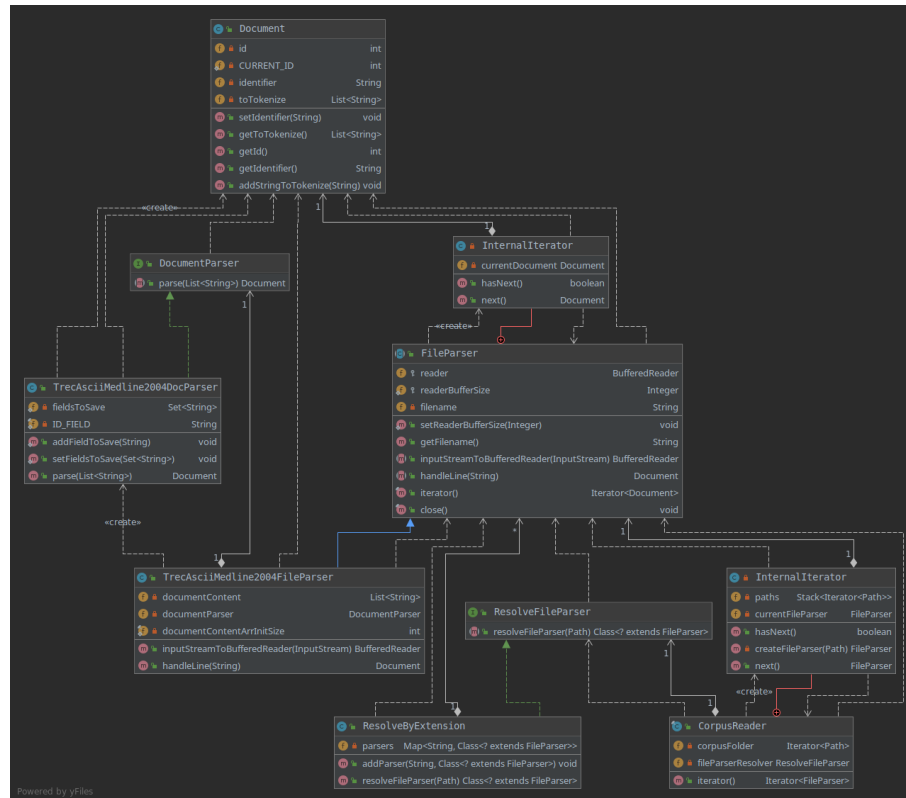 Document
id int
CURRENT_ID int
identifier String
toTokenize List<String>
setIdentifier(String) void
getToTokenize() List<String>
getId() int
getIdentifier() String
addStringToTokenize(String) void
«create»
1
1
InternalIterator
currentDocument Document
hasNext() boolean
next() Document
DocumentParser
parse(List<String>) Document
1
«create»
FileParser
reader BufferedReader
readerBufferSize Integer
filename String
setReaderBufferSize(Integer) void
getFilename() String
inputStreamToBufferedReader(InputStream) BufferedReader
handleLine(String) Document
iterator() Iterator<Document>
close() void
TrecAsciiMedline2004DocParser
fieldsToSave Set<String>
ID_FIELD String
addFieldToSave(String) void
setFieldsToSave(Set<String>) void
parse(List<String>) Document
«create»
1
*
1
1
TrecAsciiMedline2004FileParser
documentContent List<String>
documentParser DocumentParser
documentContentArrInitSize int
inputStreamToBufferedReader(InputStream) BufferedReader
handleLine(String) Document
InternalIterator
paths Stack<Iterator<Path>>
currentFileParser FileParser
hasNext() boolean
createFileParser(Path) FileParser
next() FileParser
ResolveFileParser
resolveFileParser(Path) Class<? extends FileParser>
1
«create»
1
1
ResolveByExtension
parsers Map<String, Class<? extends FileParser>>
addParser(String, Class<? extends FileParser>) void
resolveFileParser(Path) Class<? extends FileParser>
CorpusReader
corpusFolder Iterator<Path>
fileParserResolver ResolveFileParser
iterator() Iterator<FileParser>
Powered by yFiles